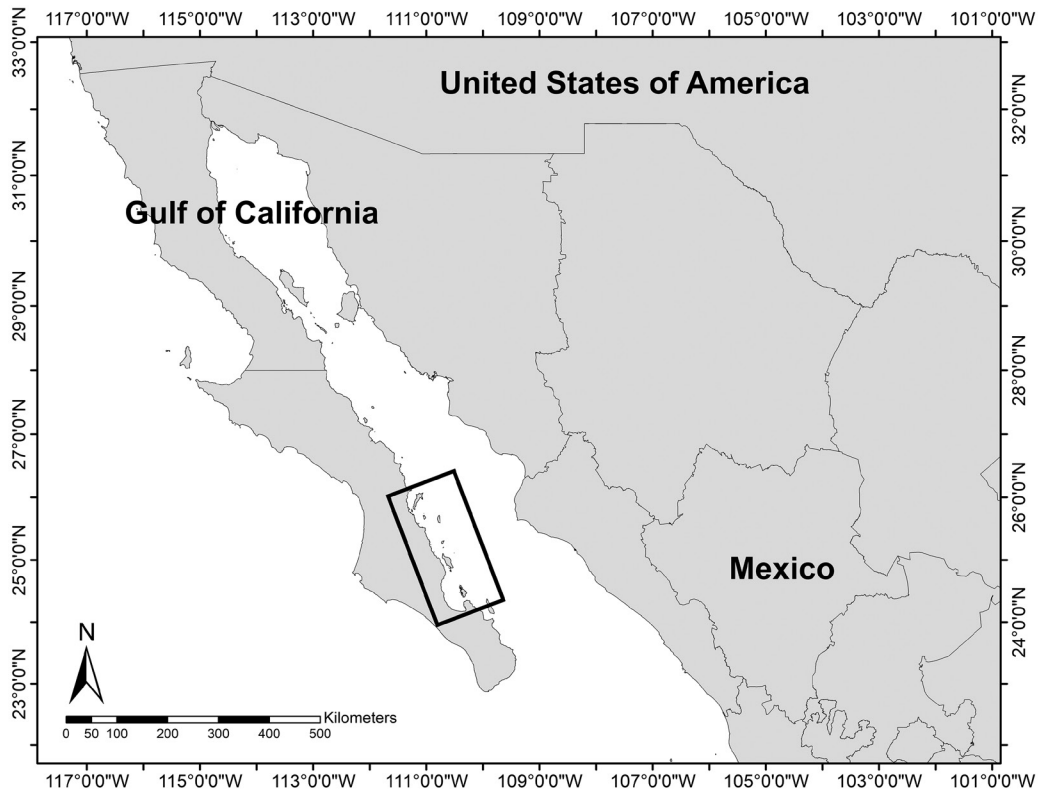 117°0'0"W 115°0'0"W 113°0'0"W 111°0'0"W 109°0'0"W 107°0'0"W 105°0'0"W 103°0'0"W 101°0'0"W
33°0'0"N
United States of America
32°0'0"N
31°0'0"N
Gulf of California
30°0'0"N
29°0'0"N
28°0'0"N
27°0'0"N
26°0'0"N
25°0'0"N
Mexico
24°0'0"N
N
23°0'0"N
Kilometers
0 50 100 200 300 400 500
117°0'0"W 115°0'0"W 113°0'0"W 111°0'0"W 109°0'0"W 107°0'0"W 105°0'0"W 103°0'0"W 101°0'0"W